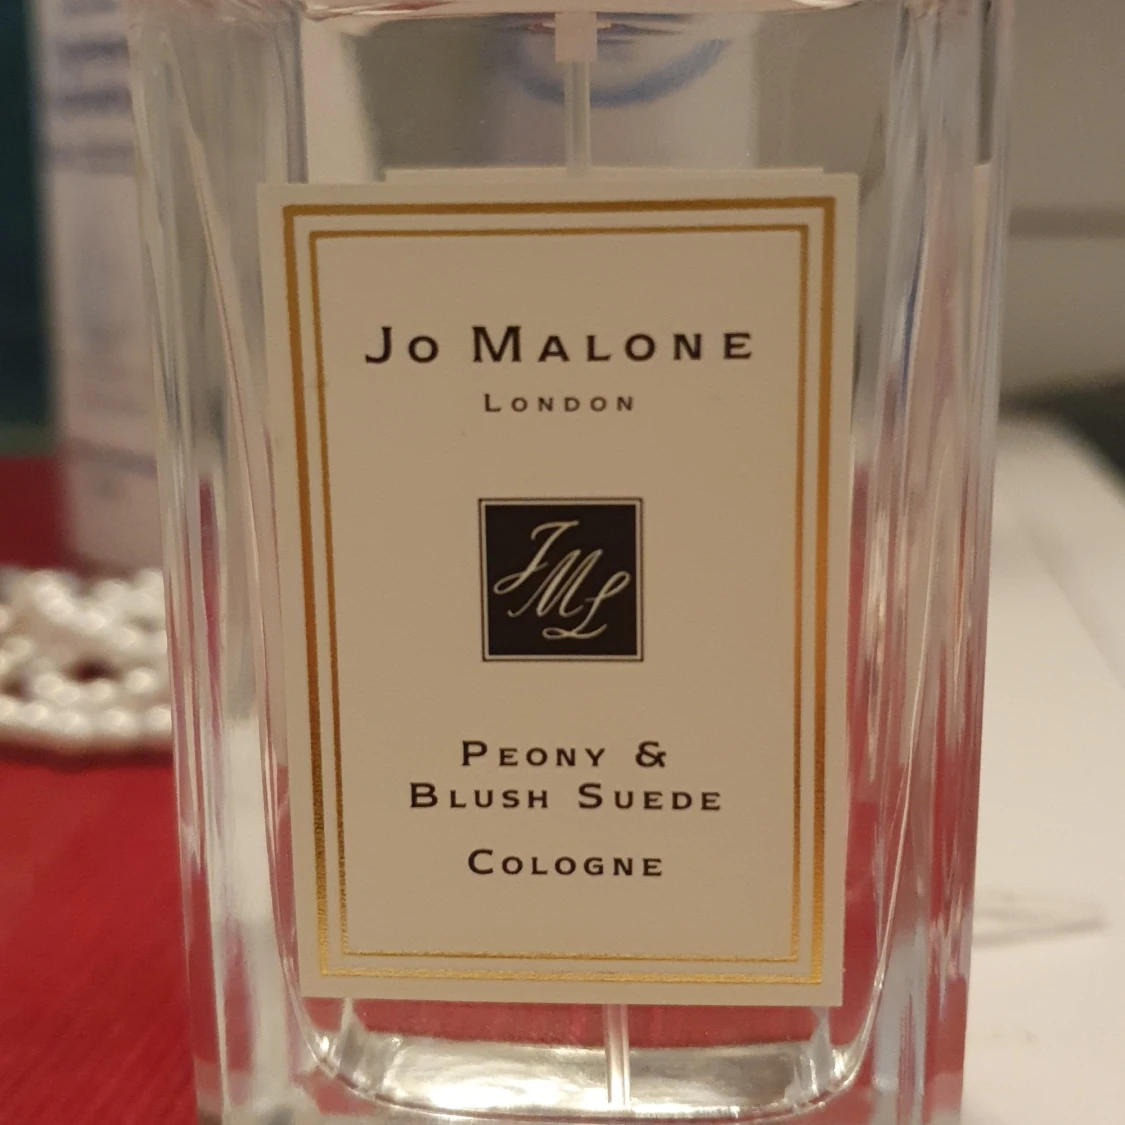 Jo Malone
London
JML
Peony &
Blush Suede
Cologne